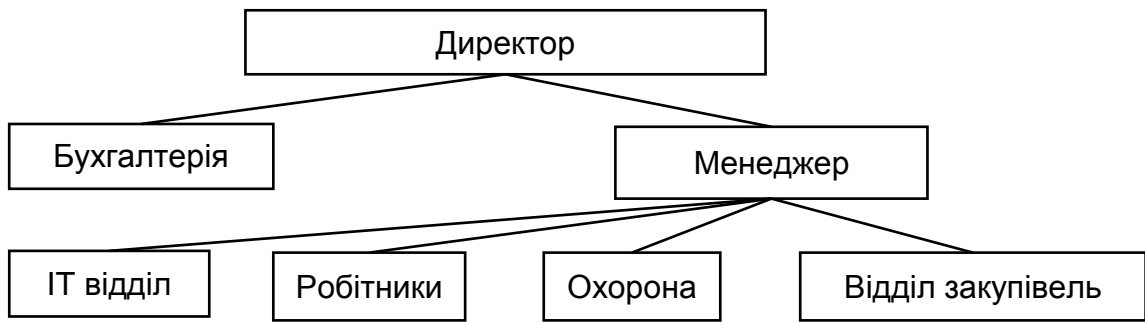 Директор
Бухгалтерія
Менеджер
ІТ відділ
Робітники
Охорона
Відділ закупівель